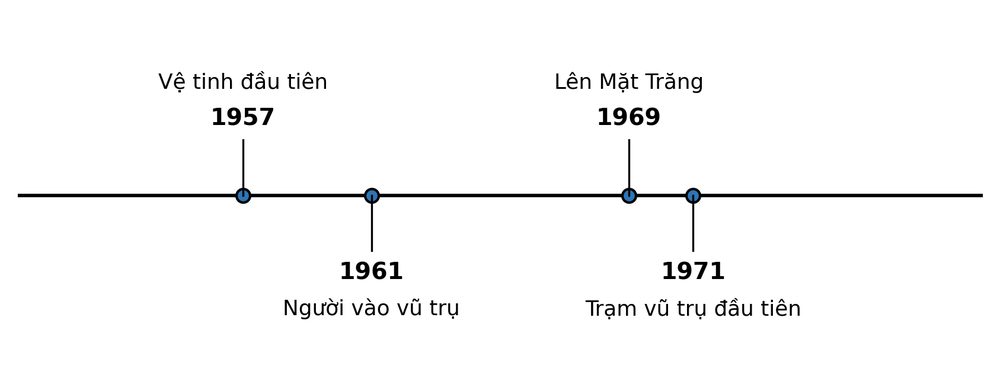 Vệ tinh đầu tiên
1957
1961
Người vào vũ trụ
Lên Mặt Trăng
1969
1971
Trạm vũ trụ đầu tiên